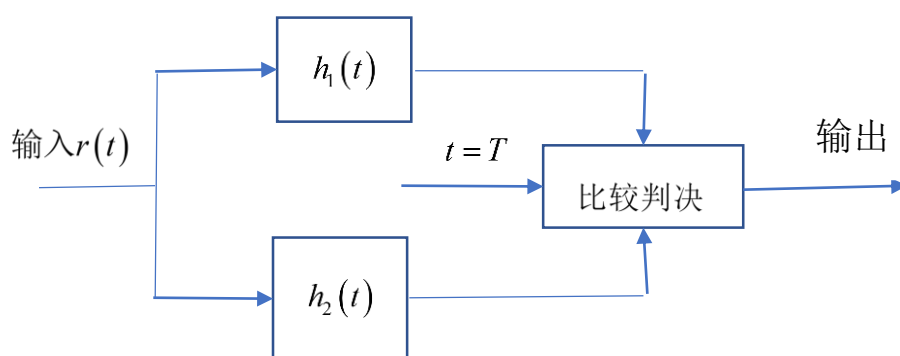 h₁(t)
输入r(t)
t = T
输出
比较判决
h₂(t)